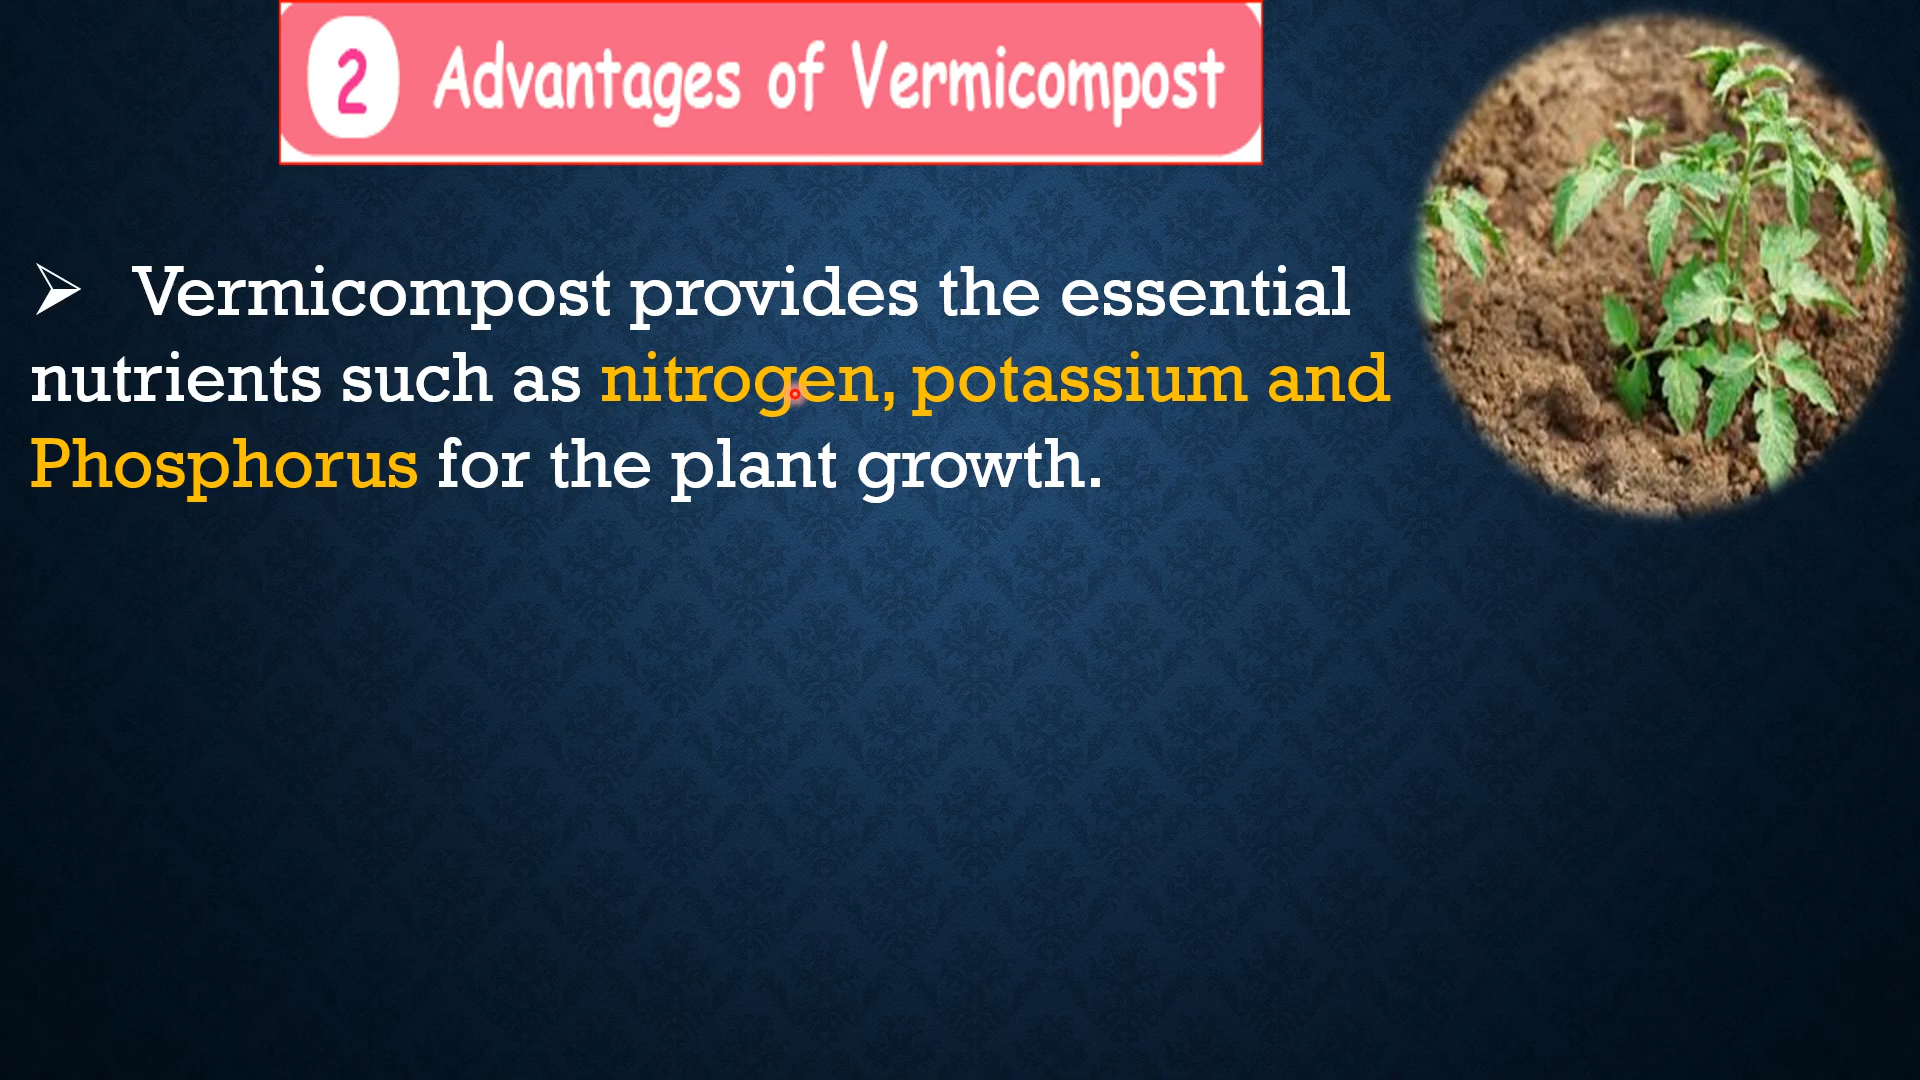 2 Advantages of Vermicompost
➢ Vermicompost provides the essential
nutrients such as nitrogen, potassium and
Phosphorus for the plant growth.